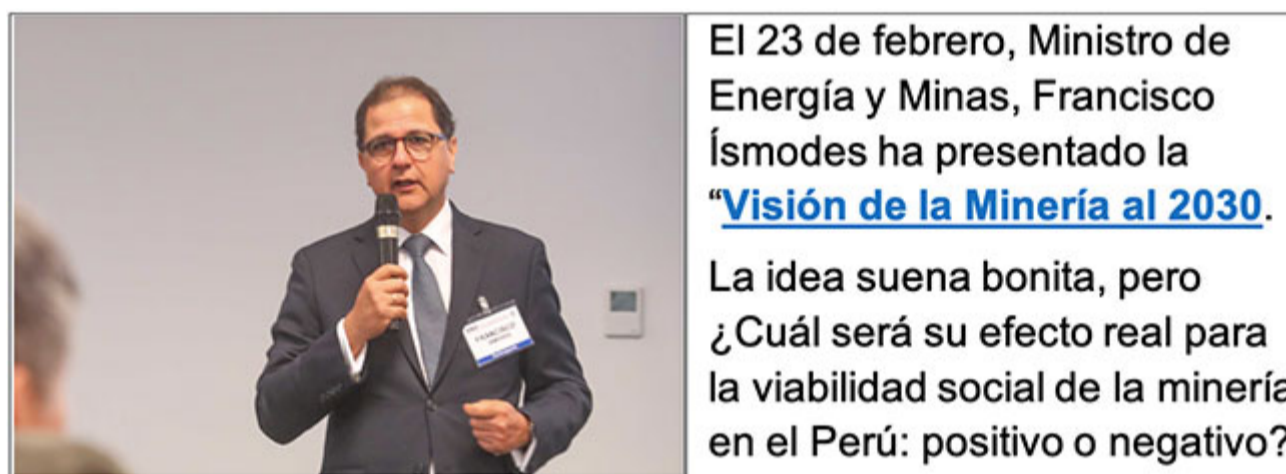 El 23 de febrero, Ministro de
Energía y Minas, Francisco
Ísmodes ha presentado la
“Visión de la Minería al 2030.
La idea suena bonita, pero
¿Cuál será su efecto real para
la viabilidad social de la minería
en el Perú: positivo o negativo?
FRANCISCO